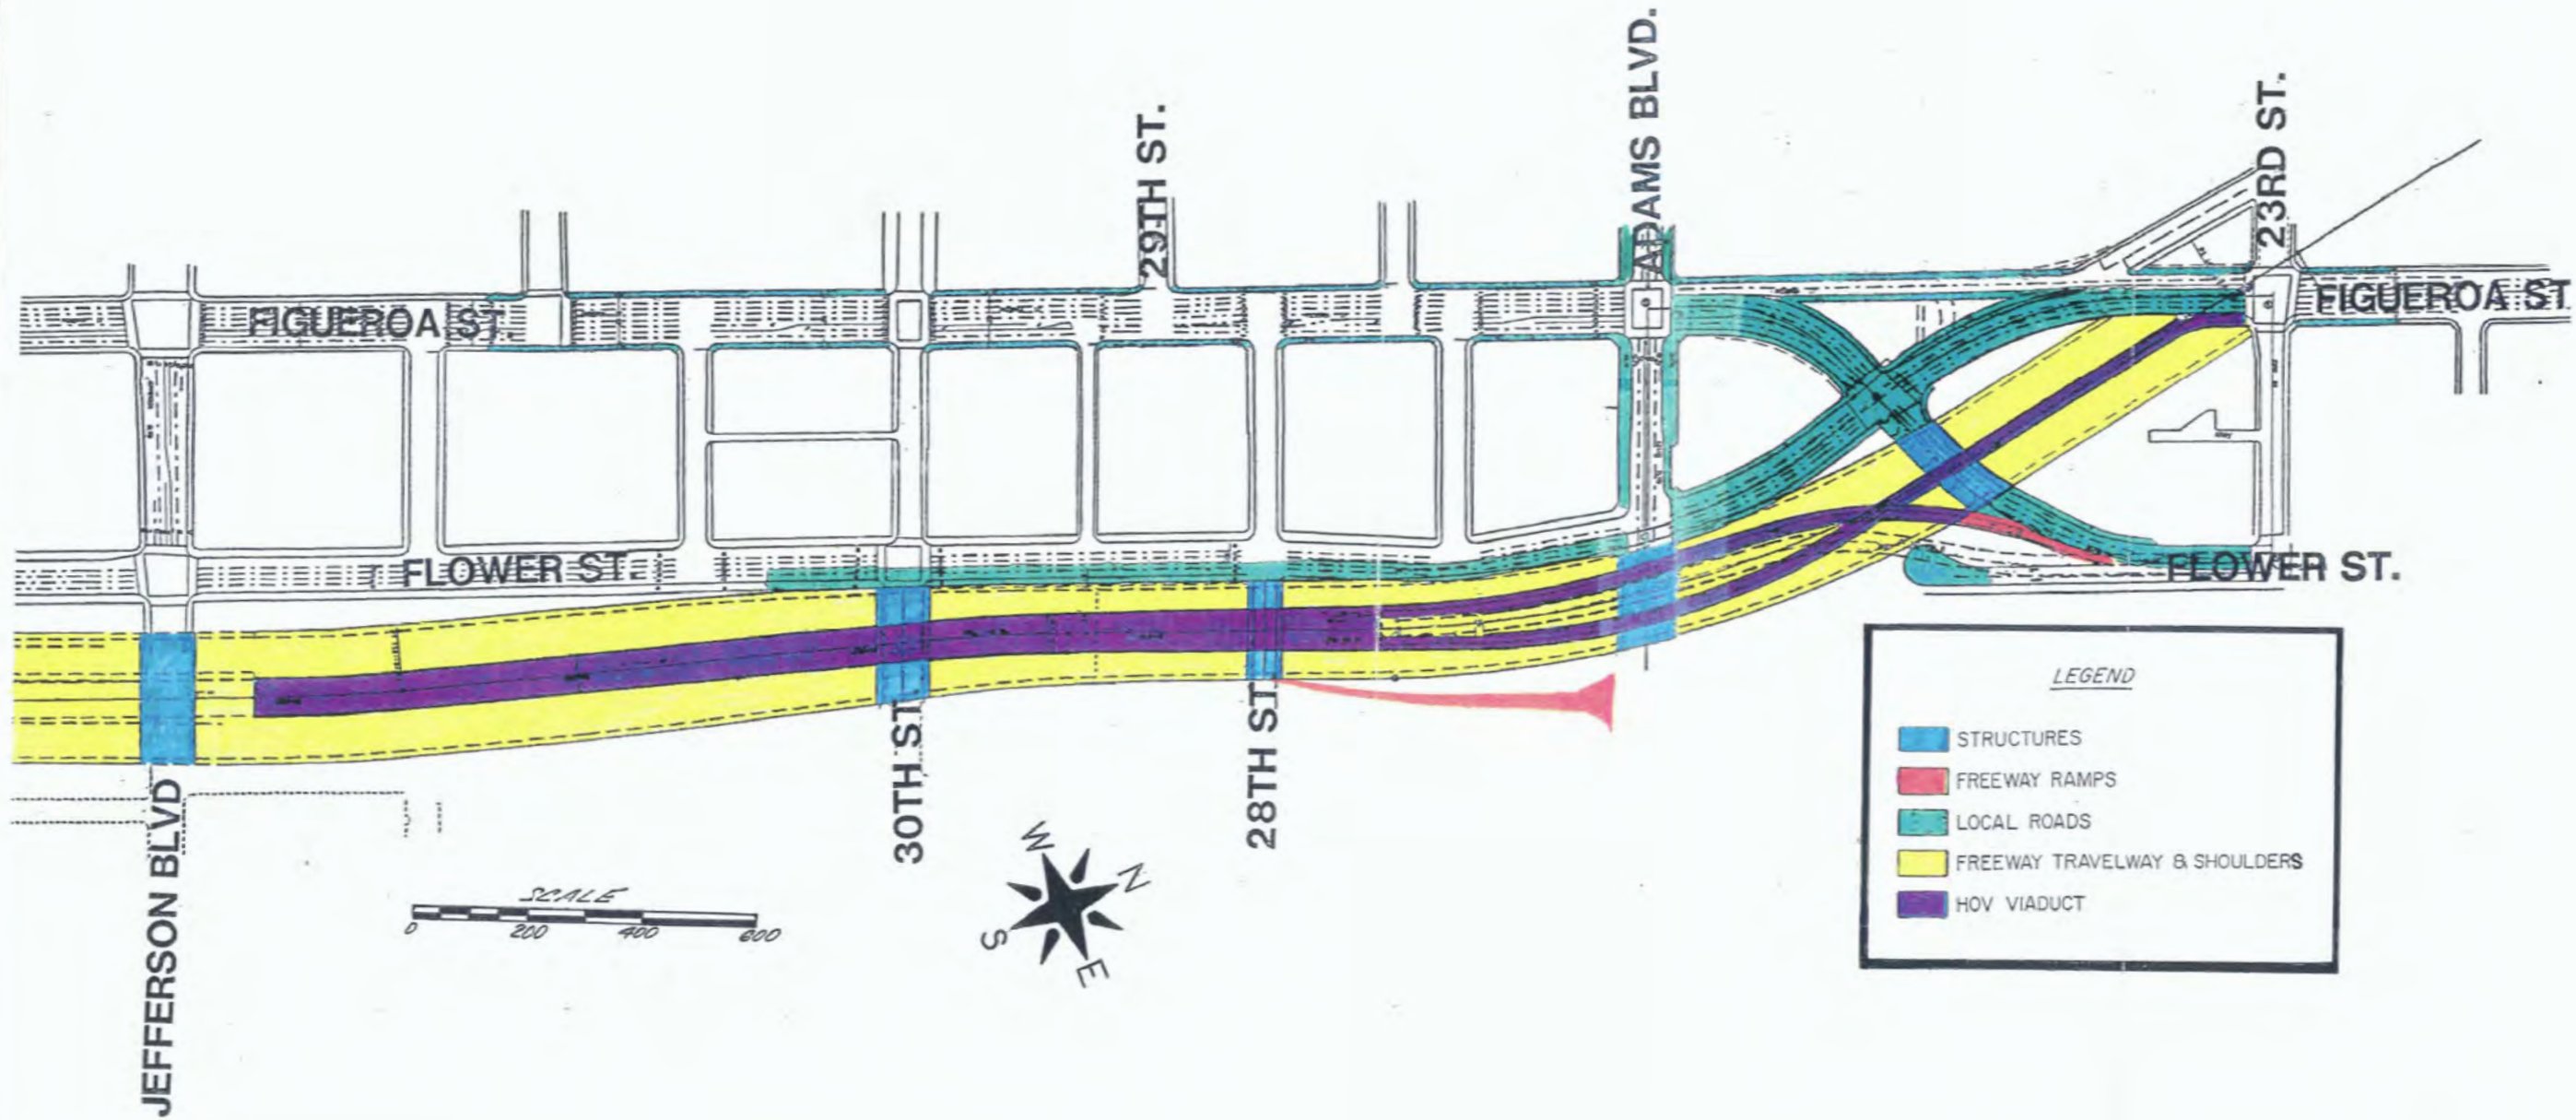 ADAMS BLVD.
23RD ST.
29TH ST.
FIGUEROA ST.
FIGUEROA ST.
FLOWER ST.
FLOWER ST.
JEFFERSON BLVD
30TH ST
28TH ST
SCALE
0 200 400 600
W
N
S
E
LEGEND
STRUCTURES
FREEWAY RAMPS
LOCAL ROADS
FREEWAY TRAVELWAY & SHOULDERS
HOV VIADUCT